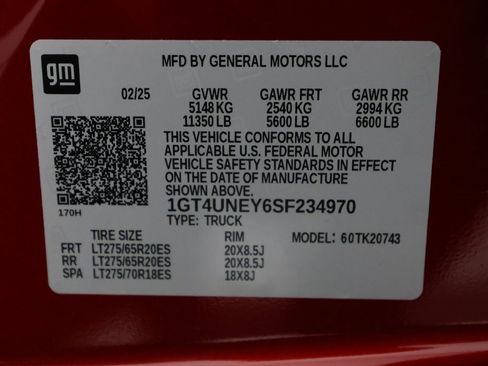 gm
MFD BY GENERAL MOTORS LLC
02/25 GVWR GAWR FRT GAWR RR
5148 KG 2540 KG 2994 KG
11350 LB 5600 LB 6600 LB
THIS VEHICLE CONFORMS TO ALL
APPLICABLE U.S. FEDERAL MOTOR
VEHICLE SAFETY STANDARDS IN EFFECT
ON THE DATE OF MANUFACTURE
SHOWN ABOVE.
170H
1GT4UNEY6SF234970
TYPE: TRUCK
TIRE SIZE RIM MODEL: 60TK20743
FRT LT275/65R20ES 20X8.5J
RR LT275/65R20ES 20X8.5J
SPA LT275/70R18ES 18X8J